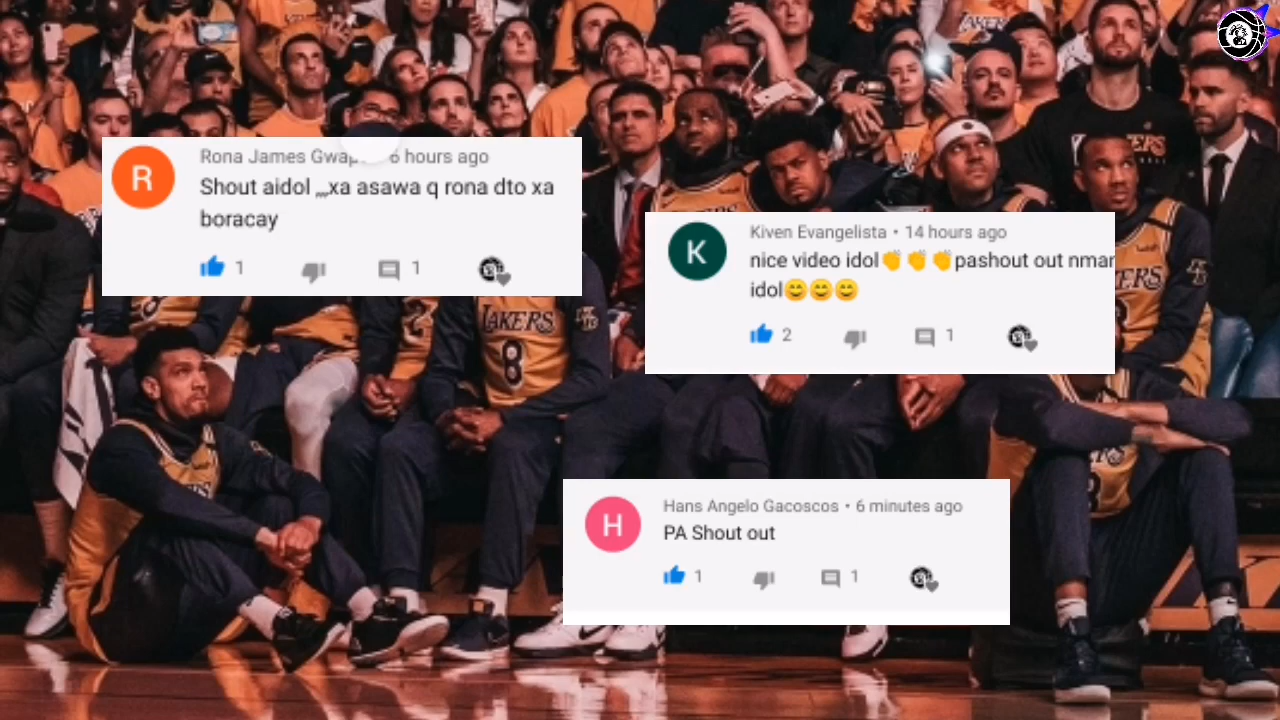 LAKERS
Rona James Gwap
6 hours ago
Shout aidol ,,,xa asawa q rona dto xa
boracay
1
1
Kiven Evangelista • 14 hours ago
nice video idol👏👏👏pashout out nmar
idol😊😊😊
2
1
LAKERS
8
Hans Angelo Gacoscos • 6 minutes ago
PA Shout out
1
1
R
K
H